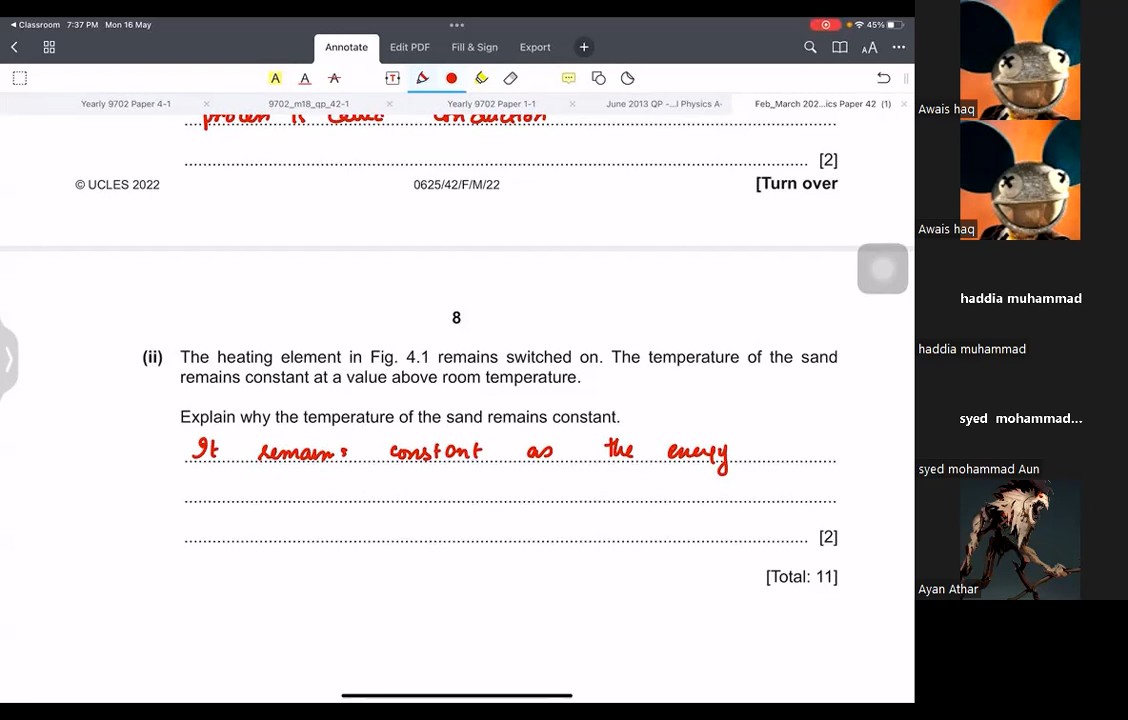 Classroom 7:37 PM Mon 16 May
45%
Annotate Edit PDF Fill & Sign Export
AA
A A A T
Yearly 9702 Paper 4-1 × 9702_m18_qp_42-1 × Yearly 9702 Paper 1-1 × June 2013 QP -...l Physics A- Feb_March 202...ics Paper 42 (1) ×
[2]
© UCLES 2022 0625/42/F/M/22 [Turn over
8
(ii) The heating element in Fig. 4.1 remains switched on. The temperature of the sand
remains constant at a value above room temperature.
Explain why the temperature of the sand remains constant.
It remains constant as the energy
[2]
[Total: 11]
Awais haq
Awais haq
haddia muhammad
haddia muhammad
syed mohammad...
syed mohammad Aun
Ayan Athar